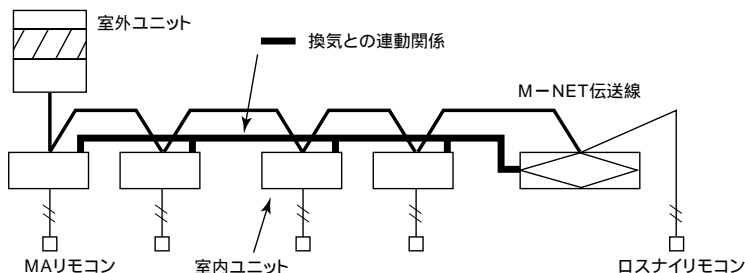 室外ユニット
換気との連動関係
M－NET伝送線
MAリモコン
室内ユニット
ロスナイリモコン